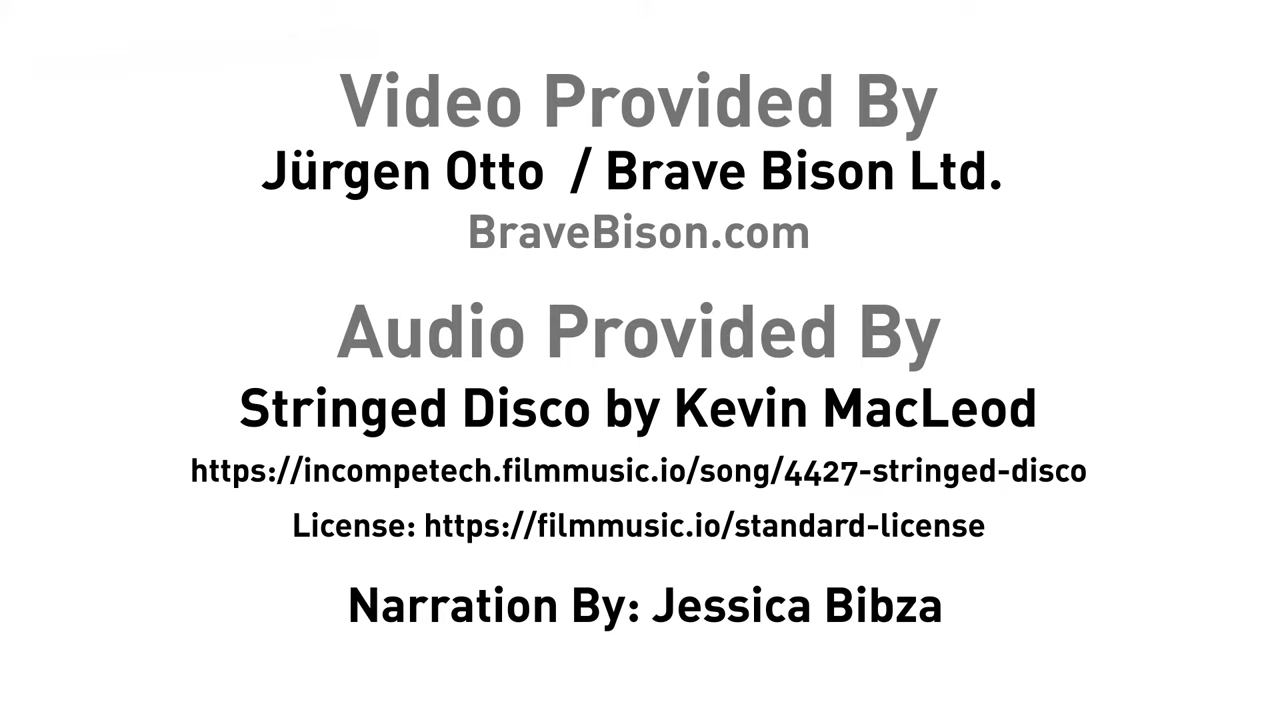 Video Provided By
Jürgen Otto / Brave Bison Ltd.
BraveBison.com
Audio Provided By
Stringed Disco by Kevin MacLeod
https://incompetech.filmmusic.io/song/4427-stringed-disco
License: https://filmmusic.io/standard-license
Narration By: Jessica Bibza